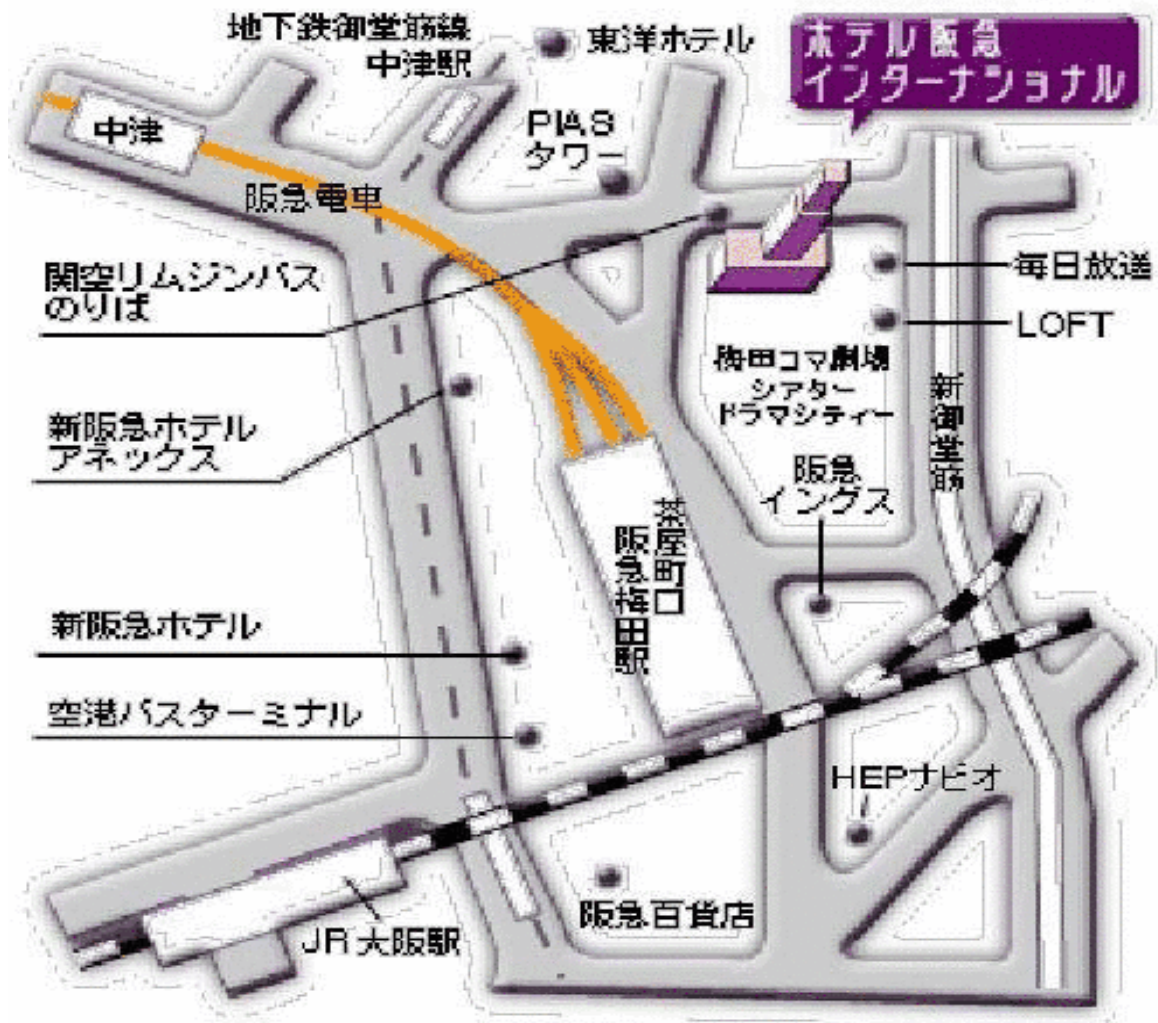 地下鉄御堂筋線
中津駅
東洋ホテル
ホテル阪急
インターナショナル
中津
PIAS
タワー
阪急電車
関空リムジンバス
のりば
毎日放送
LOFT
梅田コマ劇場
シアター
ドラマシティー
新御堂筋
新阪急ホテル
アネックス
阪急
イングス
茶屋町口
阪急梅田駅
新阪急ホテル
空港バスターミナル
HEPナビオ
阪急百貨店
JR大阪駅